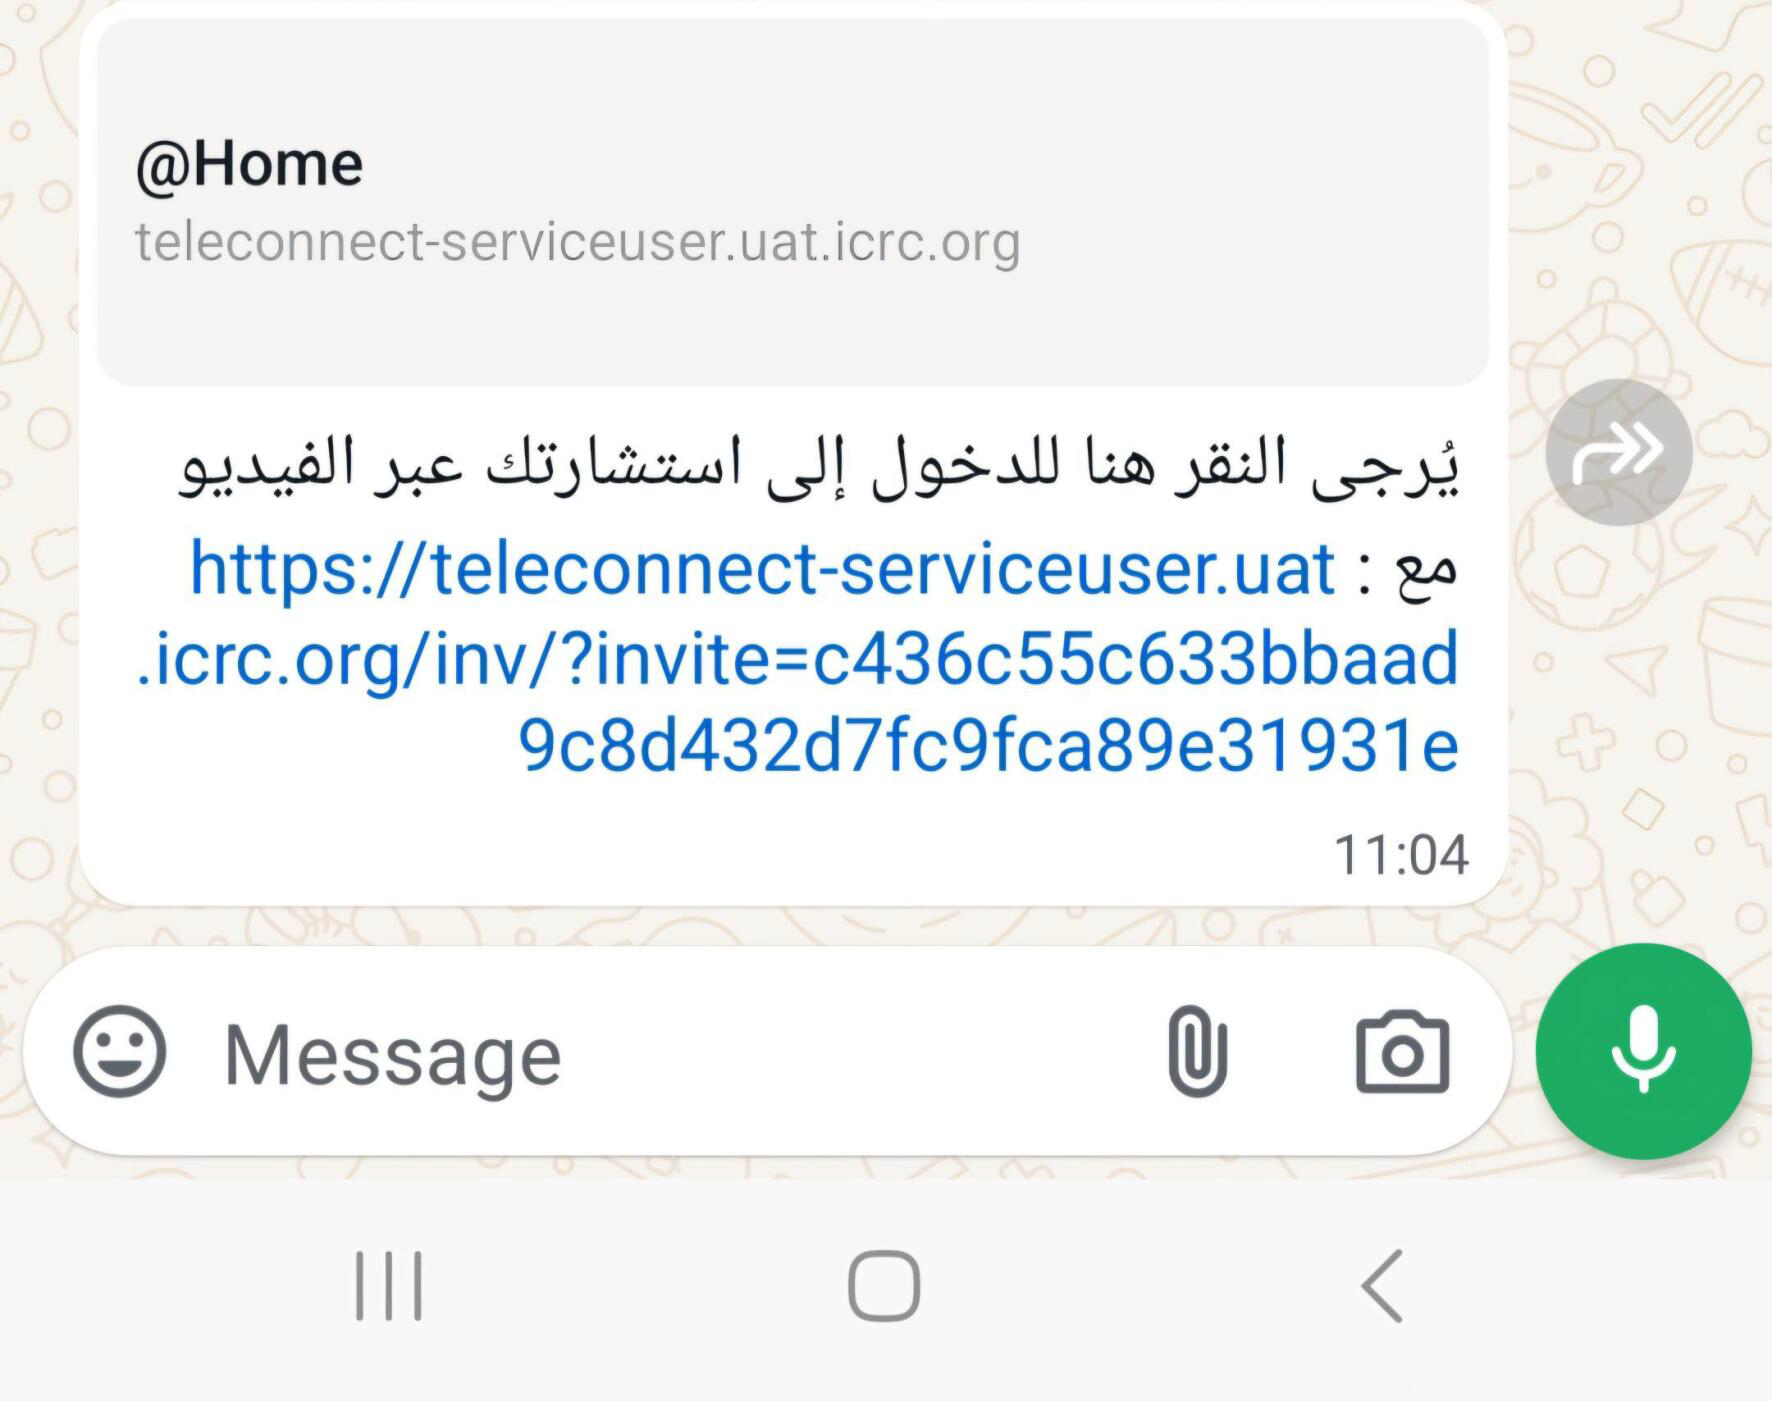 @Home
teleconnect-serviceuser.uat.icrc.org
يُرجى النقر هنا للدخول إلى استشارتك عبر الفيديو
مع : https://teleconnect-serviceuser.uat
.icrc.org/inv/?invite=c436c55c633bbaad
9c8d432d7fc9fca89e31931e
11:04
Message